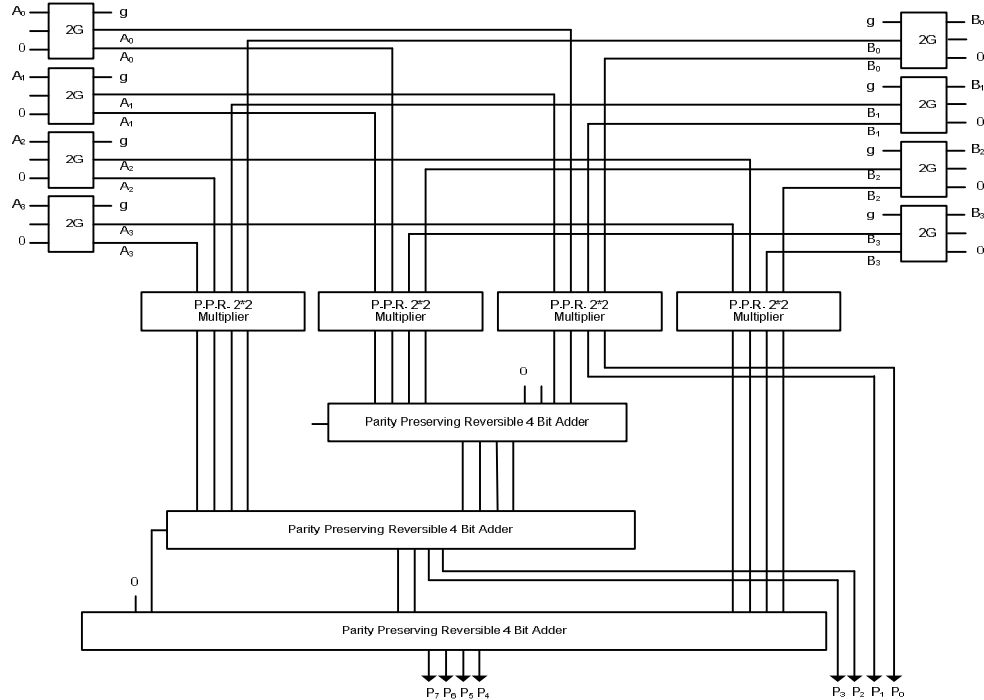 A₀ 2G g
A₀
0 A₀
A₁ 2G g
A₁
0 A₁
A₂ 2G g
A₂
0 A₂
A₃ 2G g
A₃
0 A₃
g 2G B₀
B₀
B₀ 0
g 2G B₁
B₁
B₁ 0
g 2G B₂
B₂
B₂ 0
g 2G B₃
B₃
B₃ 0
P-P-R- 2*2
Multiplier
P-P-R- 2*2
Multiplier
P-P-R- 2*2
Multiplier
P-P-R- 2*2
Multiplier
0
Parity Preserving Reversible 4 Bit Adder
Parity Preserving Reversible 4 Bit Adder
0
Parity Preserving Reversible 4 Bit Adder
P₇ P₆ P₅ P₄ P₃ P₂ P₁ P₀